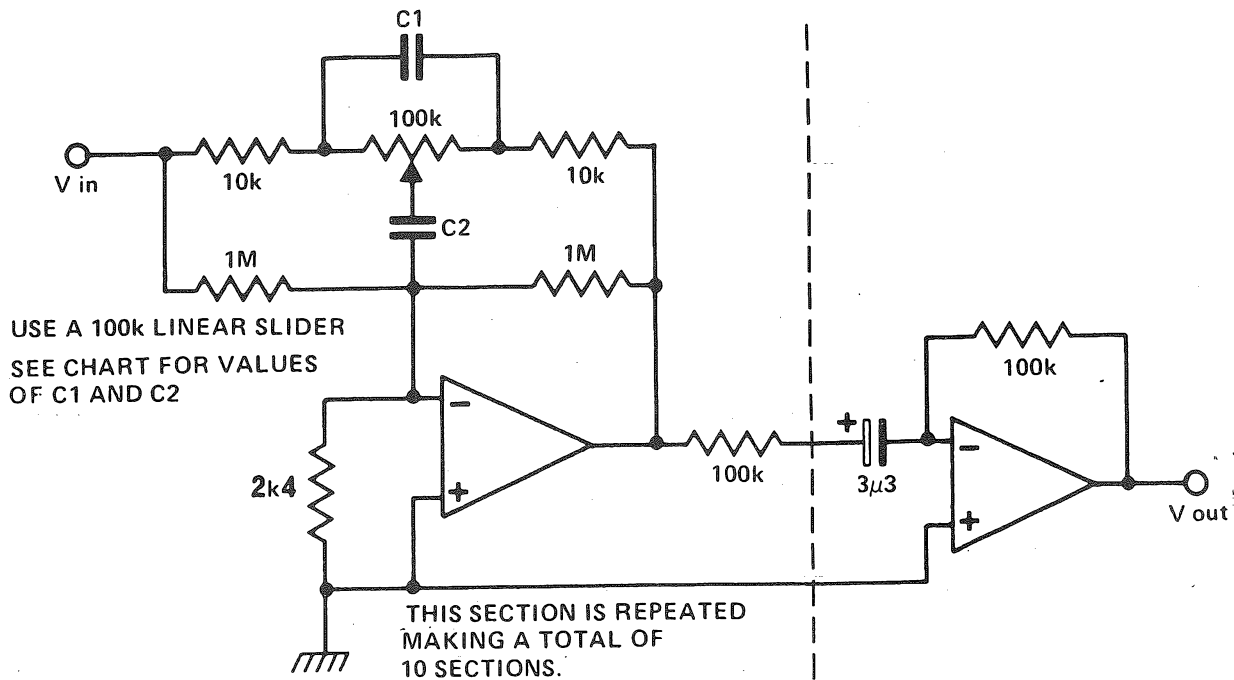 C1
100k
V in
10k
10k
C2
1M
1M
USE A 100k LINEAR SLIDER
SEE CHART FOR VALUES
OF C1 AND C2
100k
−
+
−
2k4
+
100k
3μ3
+
V out
THIS SECTION IS REPEATED
MAKING A TOTAL OF
10 SECTIONS.